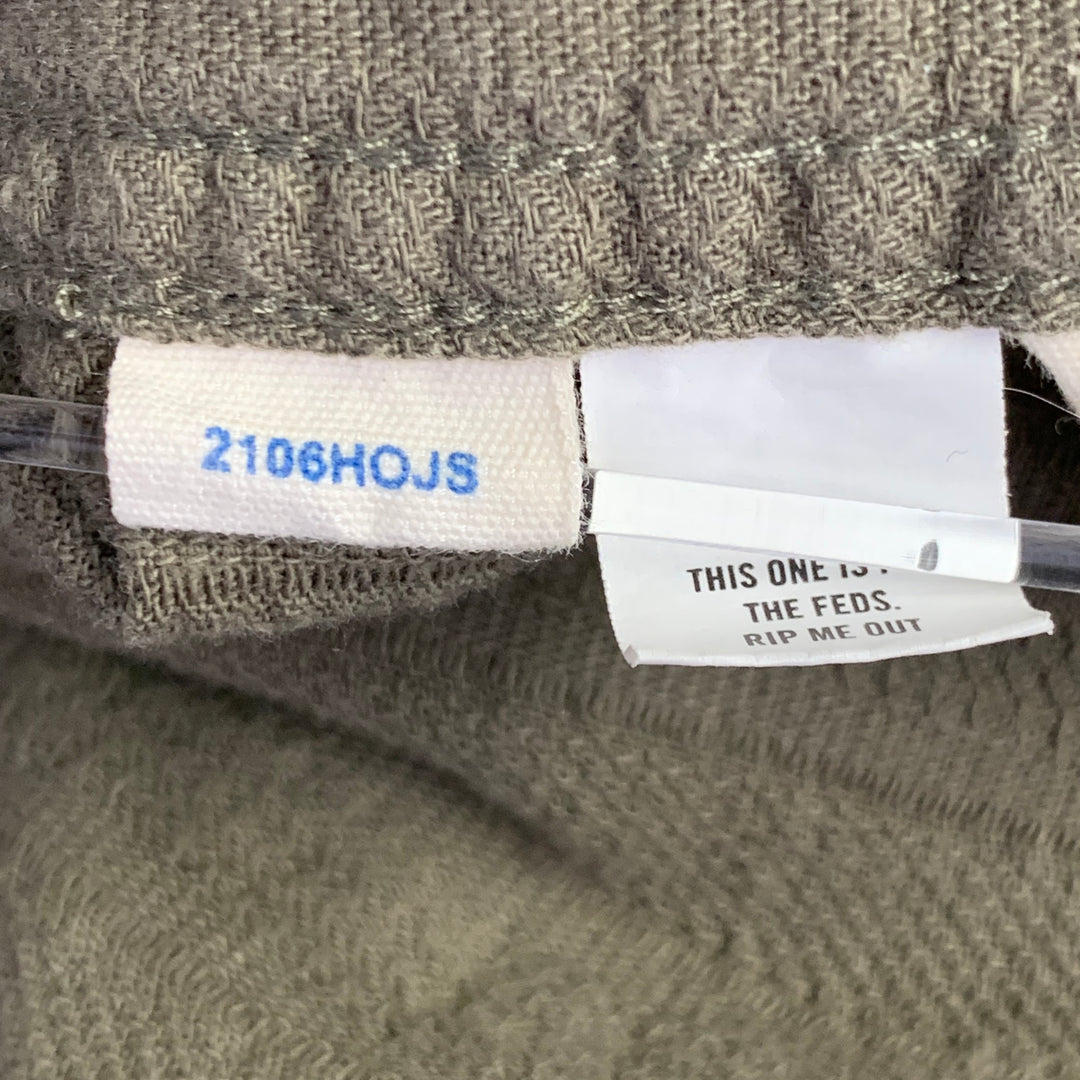 2106HOJS
THIS ONE IS
THE FEDS.
RIP ME OUT